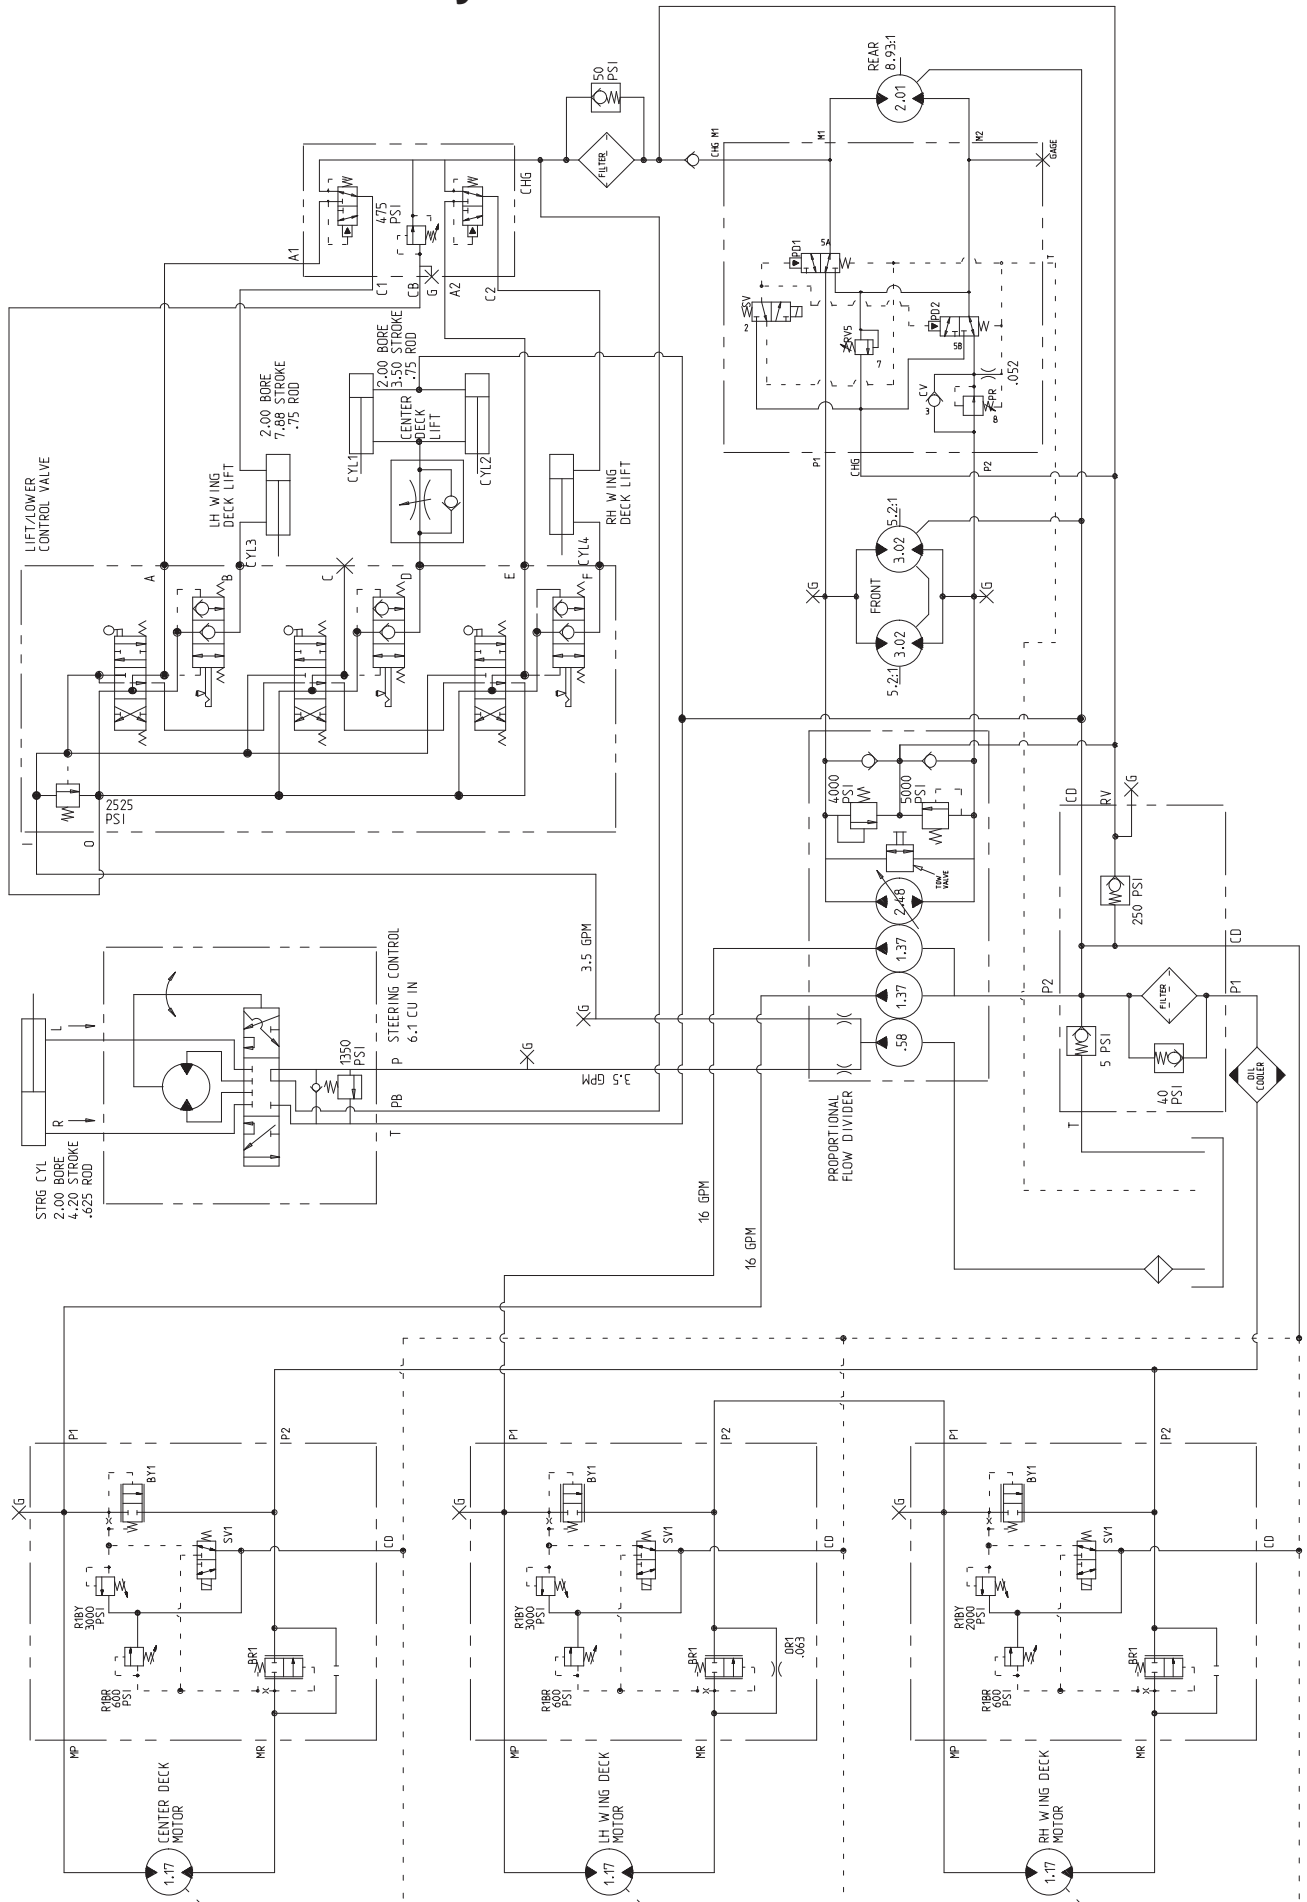 y
50
PSI
REAR
8.93:1
2.01
FILTER
CHG M1
M1
M2
GAGE
CHG
475
PSI
A1
C1
CB
G
A2
C2
PD1
5A
SV
2
RV5
7
PD2
5B
CV
3
PR
8
.052
T
P1
CHG
P2
LIFT/LOWER
CONTROL VALVE
LH WING
DECK LIFT
2.00 BORE
7.88 STROKE
.75 ROD
2.00 BORE
3.50 STROKE
.75 ROD
CYL1
CENTER
DECK
LIFT
CYL2
RH WING
DECK LIFT
CYL3
CYL4
A
B
C
D
E
F
2525
PSI
I
O
G
5.2:1
3.02
FRONT
3.02
5.2:1
G
4000
PSI
5000
PSI
TOW
VALVE
2.48
1.37
1.37
.58
PROPORTIONAL
FLOW DIVIDER
CD
RV
G
250 PSI
CD
P2
FILTER
P1
5 PSI
40
PSI
OIL
COOLER
T
STRG CYL
2.00 BORE
4.20 STROKE
.625 ROD
L
R
STEERING CONTROL
6.1 CU IN
1350
PSI
P
PB
T
3.5 GPM
G
G
3.5 GPM
16 GPM
16 GPM
G
P1
BY1
P2
SV1
CD
R1BY
3000
PSI
R1BR
600
PSI
BR1
MP
MR
CENTER DECK
MOTOR
1.17
G
P1
BY1
P2
SV1
CD
R1BY
3000
PSI
R1BR
600
PSI
BR1
OR1
.063
MP
MR
LH WING DECK
MOTOR
1.17
G
P1
BY1
P2
SV1
CD
R1BY
2000
PSI
R1BR
600
PSI
BR1
MP
MR
RH WING DECK
MOTOR
1.17